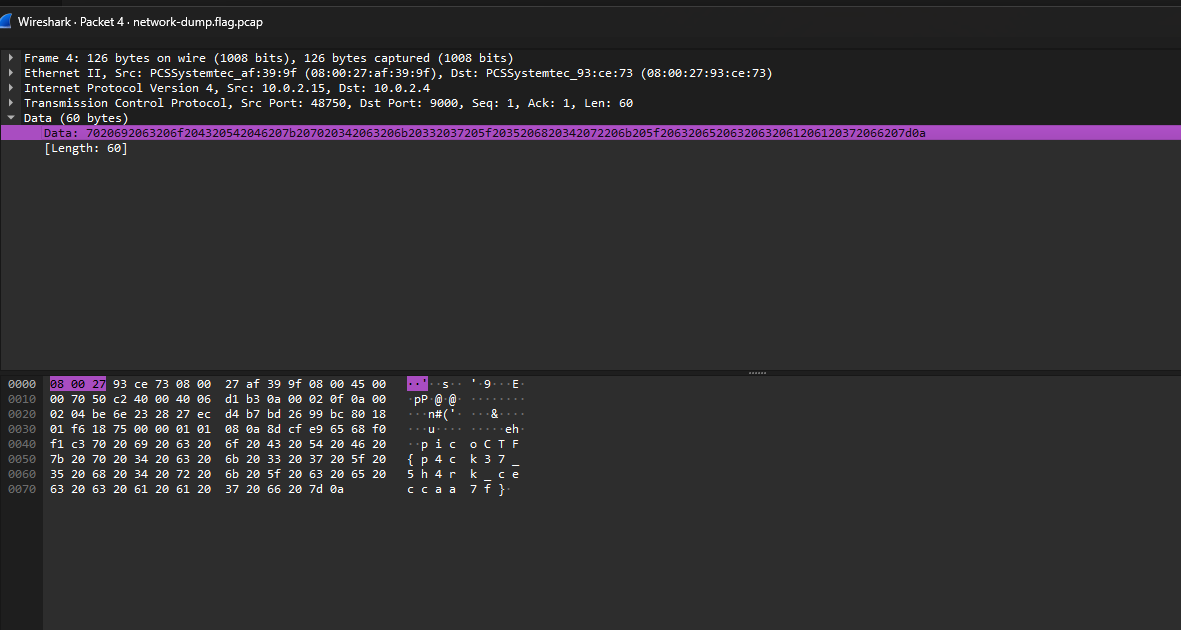 Wireshark · Packet 4 · network-dump.flag.pcap
Frame 4: 126 bytes on wire (1008 bits), 126 bytes captured (1008 bits)
Ethernet II, Src: PCSSystemtec_af:39:9f (08:00:27:af:39:9f), Dst: PCSSystemtec_93:ce:73 (08:00:27:93:ce:73)
Internet Protocol Version 4, Src: 10.0.2.15, Dst: 10.0.2.4
Transmission Control Protocol, Src Port: 48750, Dst Port: 9000, Seq: 1, Ack: 1, Len: 60
Data (60 bytes)
Data: 7020692063206f204320542046207b207020342063206b20332037205f2035206820342072206b205f2063206520632063206120612037206620​7d0a
[Length: 60]
0000 08 00 27 93 ce 73 08 00 27 af 39 9f 08 00 45 00 ··'··s·· '·9···E·
0010 00 70 50 c2 40 00 40 06 d1 b3 0a 00 02 0f 0a 00 ·pP·@·@· ········
0020 02 04 be 6e 23 28 27 ec d4 b7 bd 26 99 bc 80 18 ···n#('· ···&····
0030 01 f6 18 75 00 00 01 01 08 0a 8d cf e9 65 68 f0 ···u···· ·····eh·
0040 f1 c3 70 20 69 20 63 20 6f 20 43 20 54 20 46 20 ··p i c o C T F
0050 7b 20 70 20 34 20 63 20 6b 20 33 20 37 20 5f 20 { p 4 c k 3 7 _
0060 35 20 68 20 34 20 72 20 6b 20 5f 20 63 20 65 20 5 h 4 r k _ c e
0070 63 20 63 20 61 20 61 20 37 20 66 20 7d 0a c c a a 7 f }·